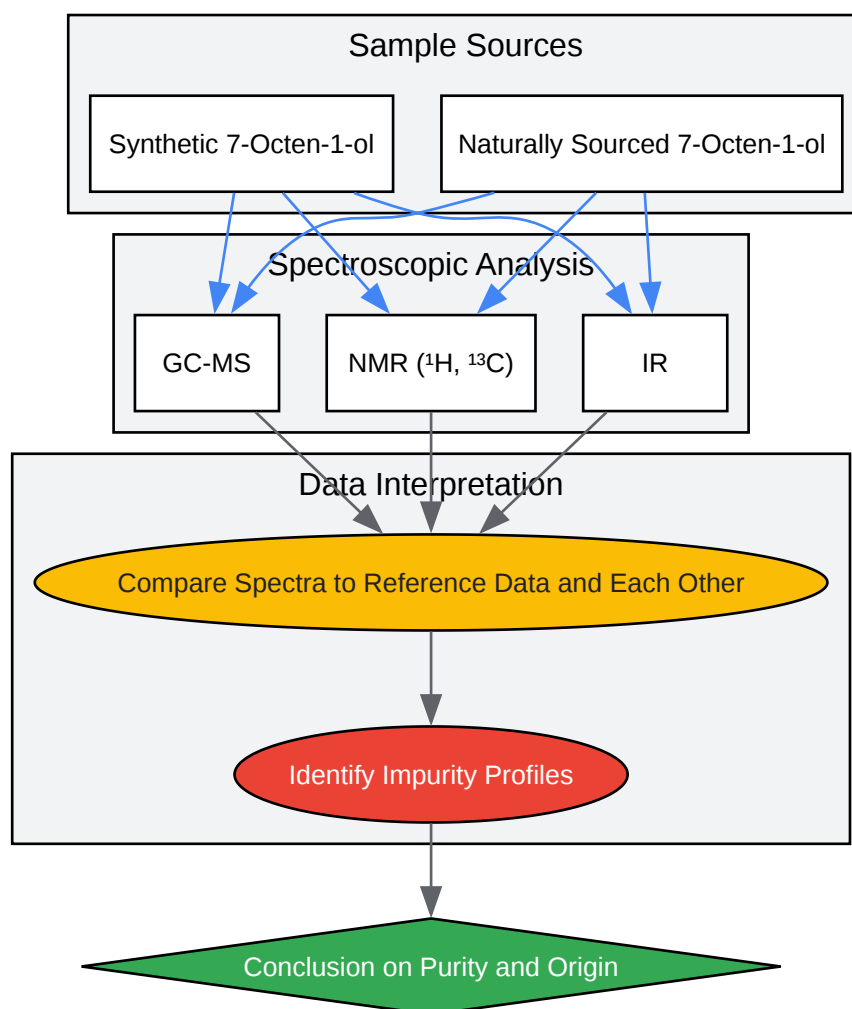 Sample Sources
Synthetic 7-Octen-1-ol
Naturally Sourced 7-Octen-1-ol
Spectroscopic Analysis
GC-MS
NMR (¹H, ¹³C)
IR
Data Interpretation
Compare Spectra to Reference Data and Each Other
Identify Impurity Profiles
Conclusion on Purity and Origin